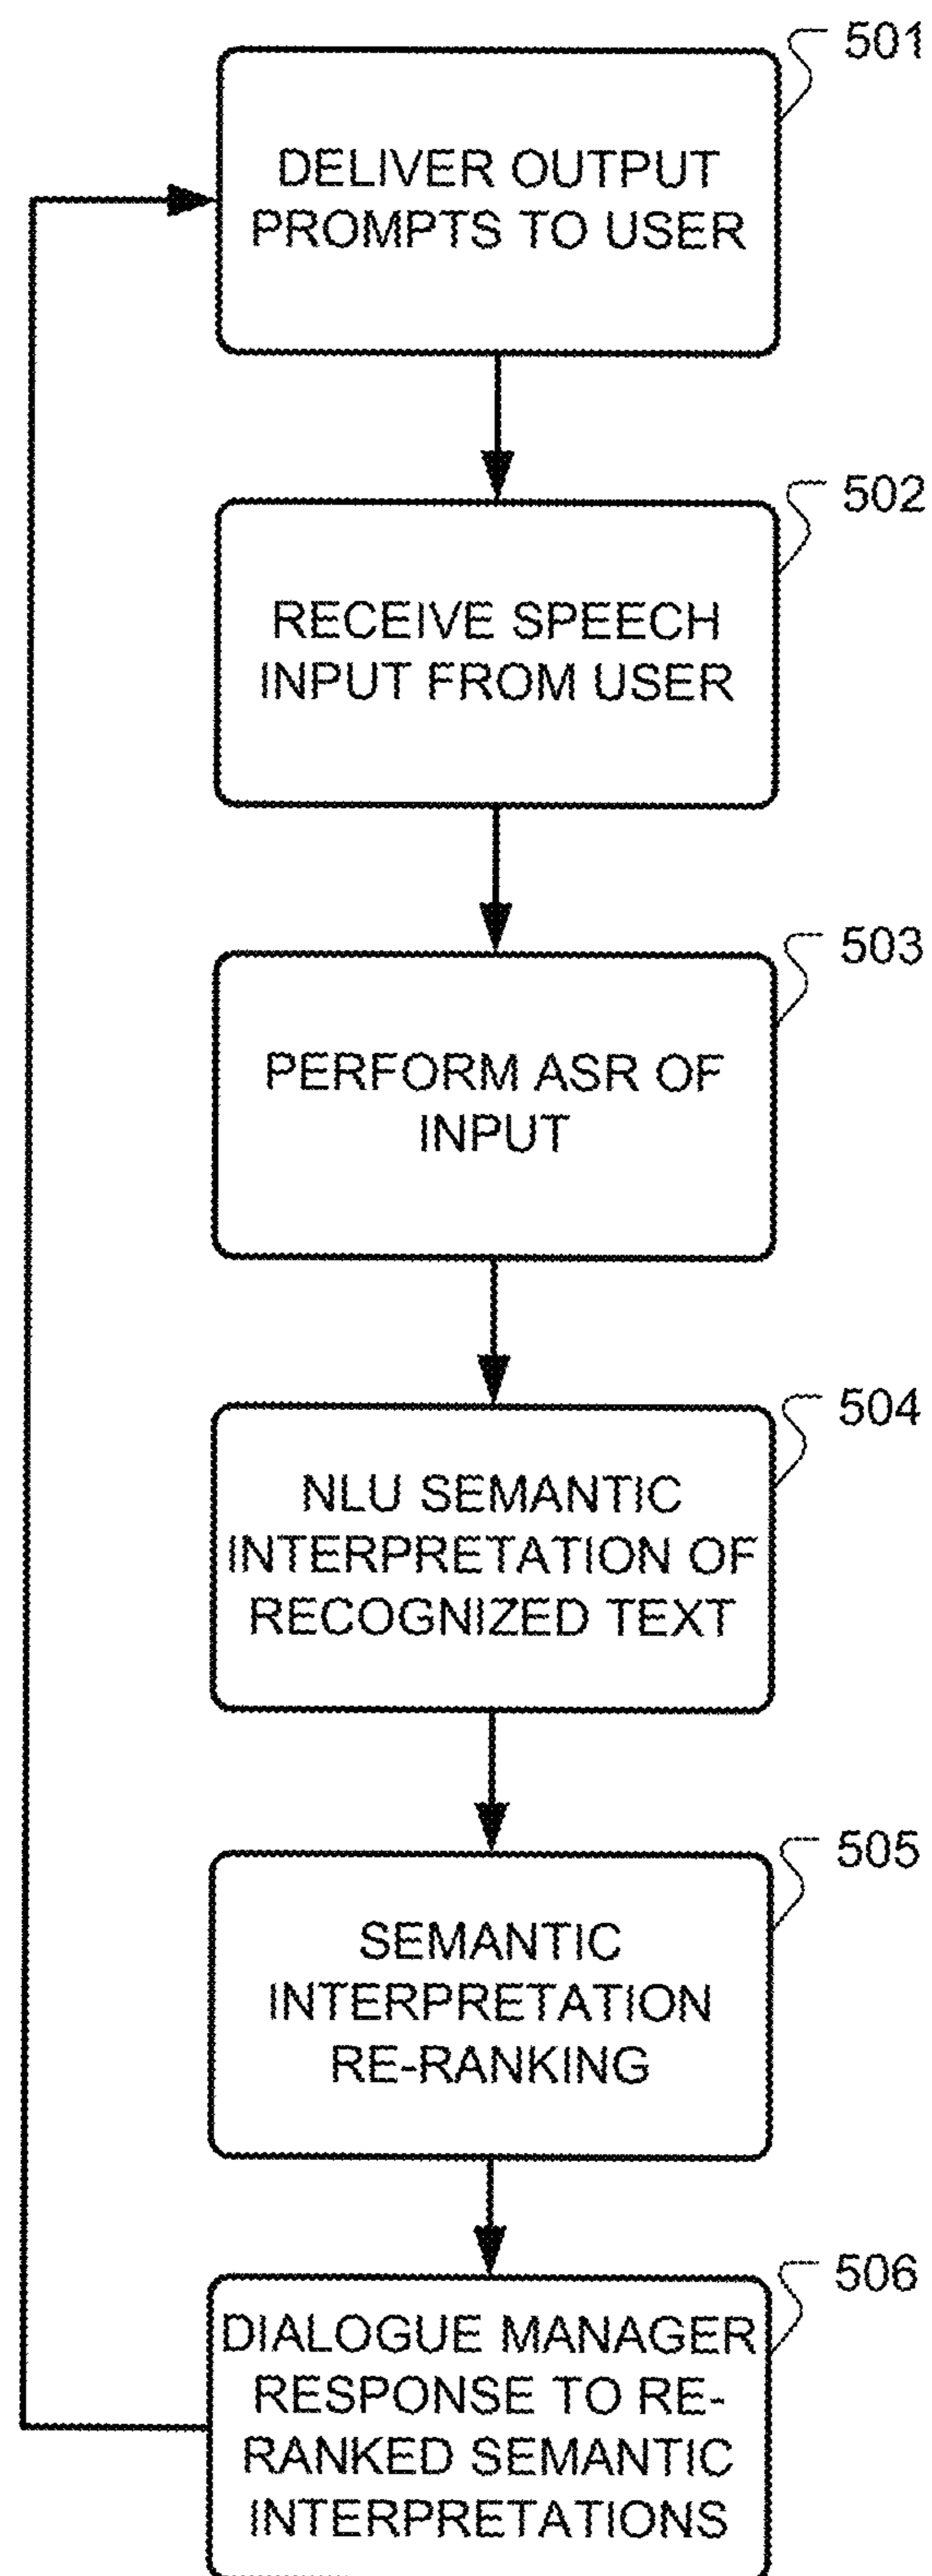 501
DELIVER OUTPUT
PROMPTS TO USER
502
RECEIVE SPEECH
INPUT FROM USER
503
PERFORM ASR OF
INPUT
504
NLU SEMANTIC
INTERPRETATION OF
RECOGNIZED TEXT
505
SEMANTIC
INTERPRETATION
RE-RANKING
506
DIALOGUE MANAGER
RESPONSE TO RE-
RANKED SEMANTIC
INTERPRETATIONS